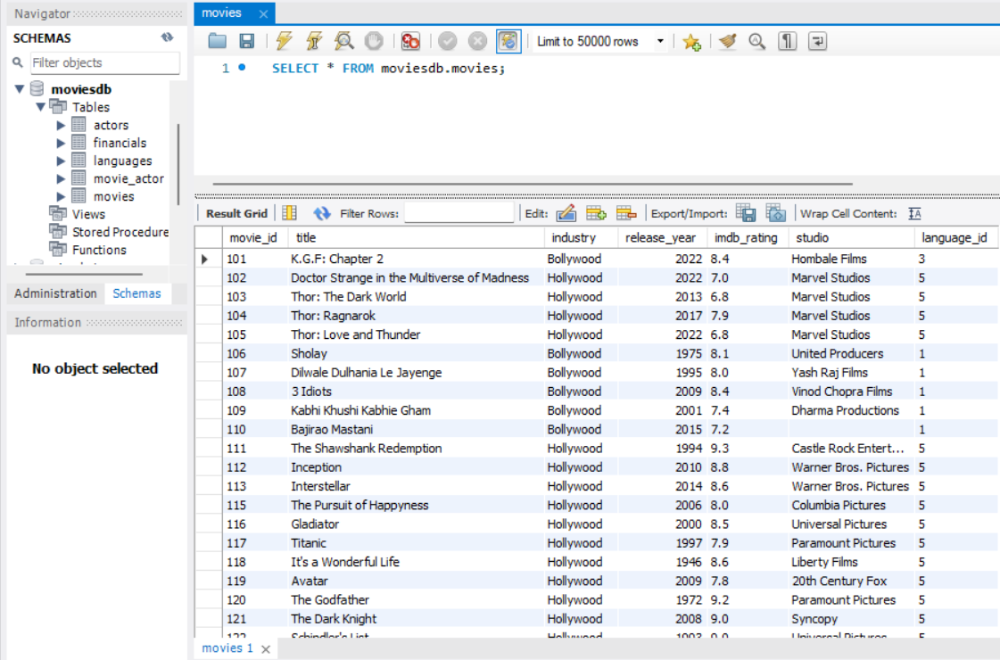 Navigator
SCHEMAS
Filter objects
moviesdb
Tables
actors
financials
languages
movie_actor
movies
Views
Stored Procedure
Functions
Administration Schemas
Information
No object selected
movies
Limit to 50000 rows
1 SELECT * FROM moviesdb.movies;
Result Grid Filter Rows: Edit: Export/Import: Wrap Cell Content:
movie_id title industry release_year imdb_rating studio language_id
101 K.G.F: Chapter 2 Bollywood 2022 8.4 Hombale Films 3
102 Doctor Strange in the Multiverse of Madness Hollywood 2022 7.0 Marvel Studios 5
103 Thor: The Dark World Hollywood 2013 6.8 Marvel Studios 5
104 Thor: Ragnarok Hollywood 2017 7.9 Marvel Studios 5
105 Thor: Love and Thunder Hollywood 2022 6.8 Marvel Studios 5
106 Sholay Bollywood 1975 8.1 United Producers 1
107 Dilwale Dulhania Le Jayenge Bollywood 1995 8.0 Yash Raj Films 1
108 3 Idiots Bollywood 2009 8.4 Vinod Chopra Films 1
109 Kabhi Khushi Kabhie Gham Bollywood 2001 7.4 Dharma Productions 1
110 Bajirao Mastani Bollywood 2015 7.2 1
111 The Shawshank Redemption Hollywood 1994 9.3 Castle Rock Entert... 5
112 Inception Hollywood 2010 8.8 Warner Bros. Pictures 5
113 Interstellar Hollywood 2014 8.6 Warner Bros. Pictures 5
115 The Pursuit of Happyness Hollywood 2006 8.0 Columbia Pictures 5
116 Gladiator Hollywood 2000 8.5 Universal Pictures 5
117 Titanic Hollywood 1997 7.9 Paramount Pictures 5
118 It's a Wonderful Life Hollywood 1946 8.6 Liberty Films 5
119 Avatar Hollywood 2009 7.8 20th Century Fox 5
120 The Godfather Hollywood 1972 9.2 Paramount Pictures 5
121 The Dark Knight Hollywood 2008 9.0 Syncopy 5
122 Schindler's List Hollywood 1993 Universal Pictures 5
movies 1